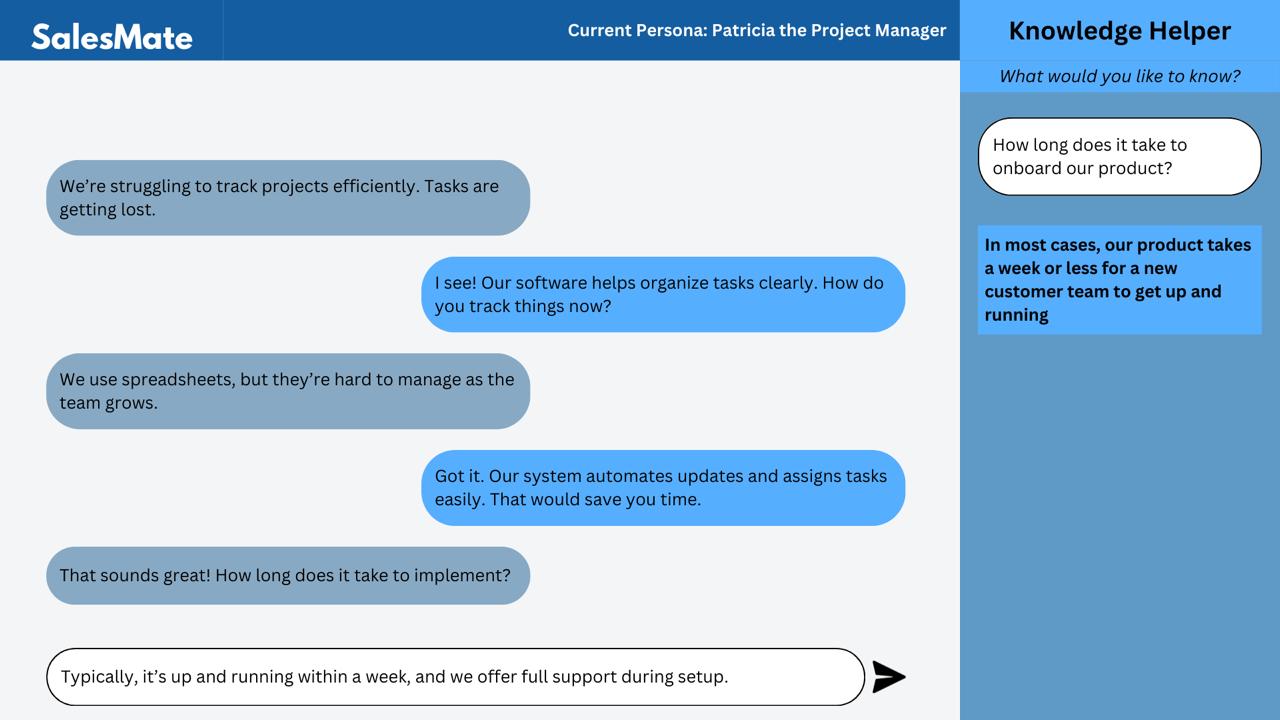 SalesMate
Current Persona: Patricia the Project Manager
We’re struggling to track projects efficiently. Tasks are
getting lost.
I see! Our software helps organize tasks clearly. How do
you track things now?
We use spreadsheets, but they’re hard to manage as the
team grows.
Got it. Our system automates updates and assigns tasks
easily. That would save you time.
That sounds great! How long does it take to implement?
Typically, it’s up and running within a week, and we offer full support during setup.
Knowledge Helper
What would you like to know?
How long does it take to
onboard our product?
In most cases, our product takes
a week or less for a new
customer team to get up and
running